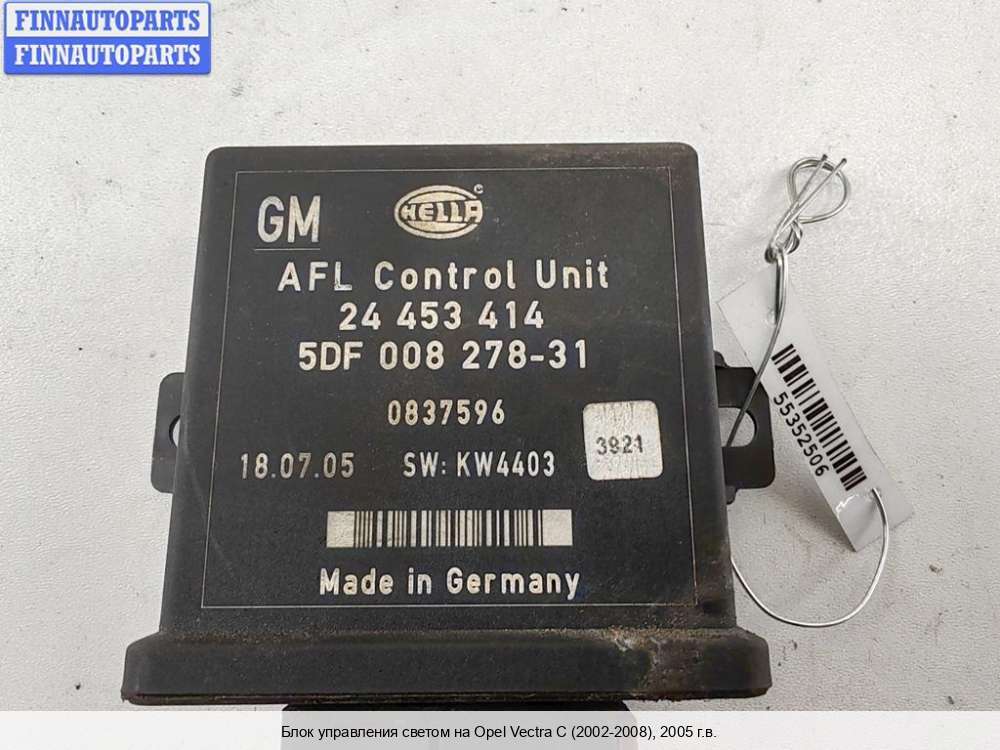 FINNAUTOPARTS
FINNAUTOPARTS
GM
HELLA
AFL Control Unit
24 453 414
5DF 008 278-31
0837596
3921
18.07.05 SW: KW4403
Made in Germany
55352506
Блок управления светом на Opel Vectra C (2002-2008), 2005 г.в.